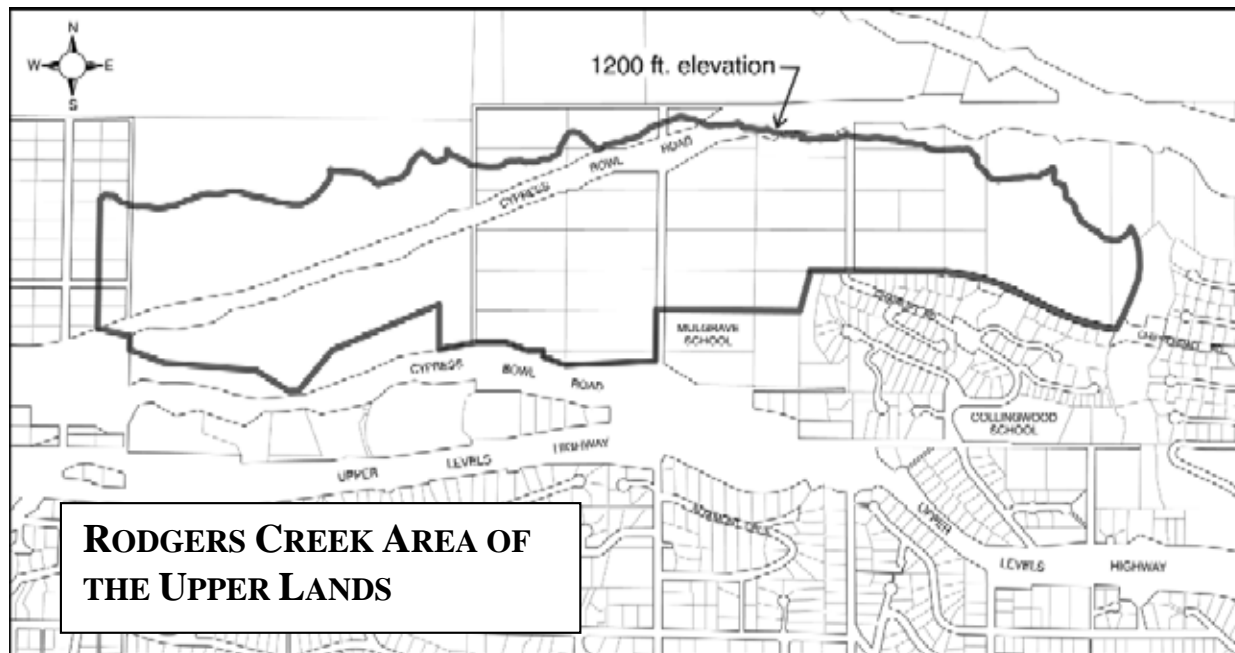 N
W E
S
1200 ft. elevation
CYPRESS BOWL ROAD
MULGRAVE
SCHOOL
CYPRESS BOWL ROAD
COLLINGWOOD
SCHOOL
UPPER LEVELS HIGHWAY
UPPER
LEVELS HIGHWAY
RODGERS CREEK AREA OF
THE UPPER LANDS